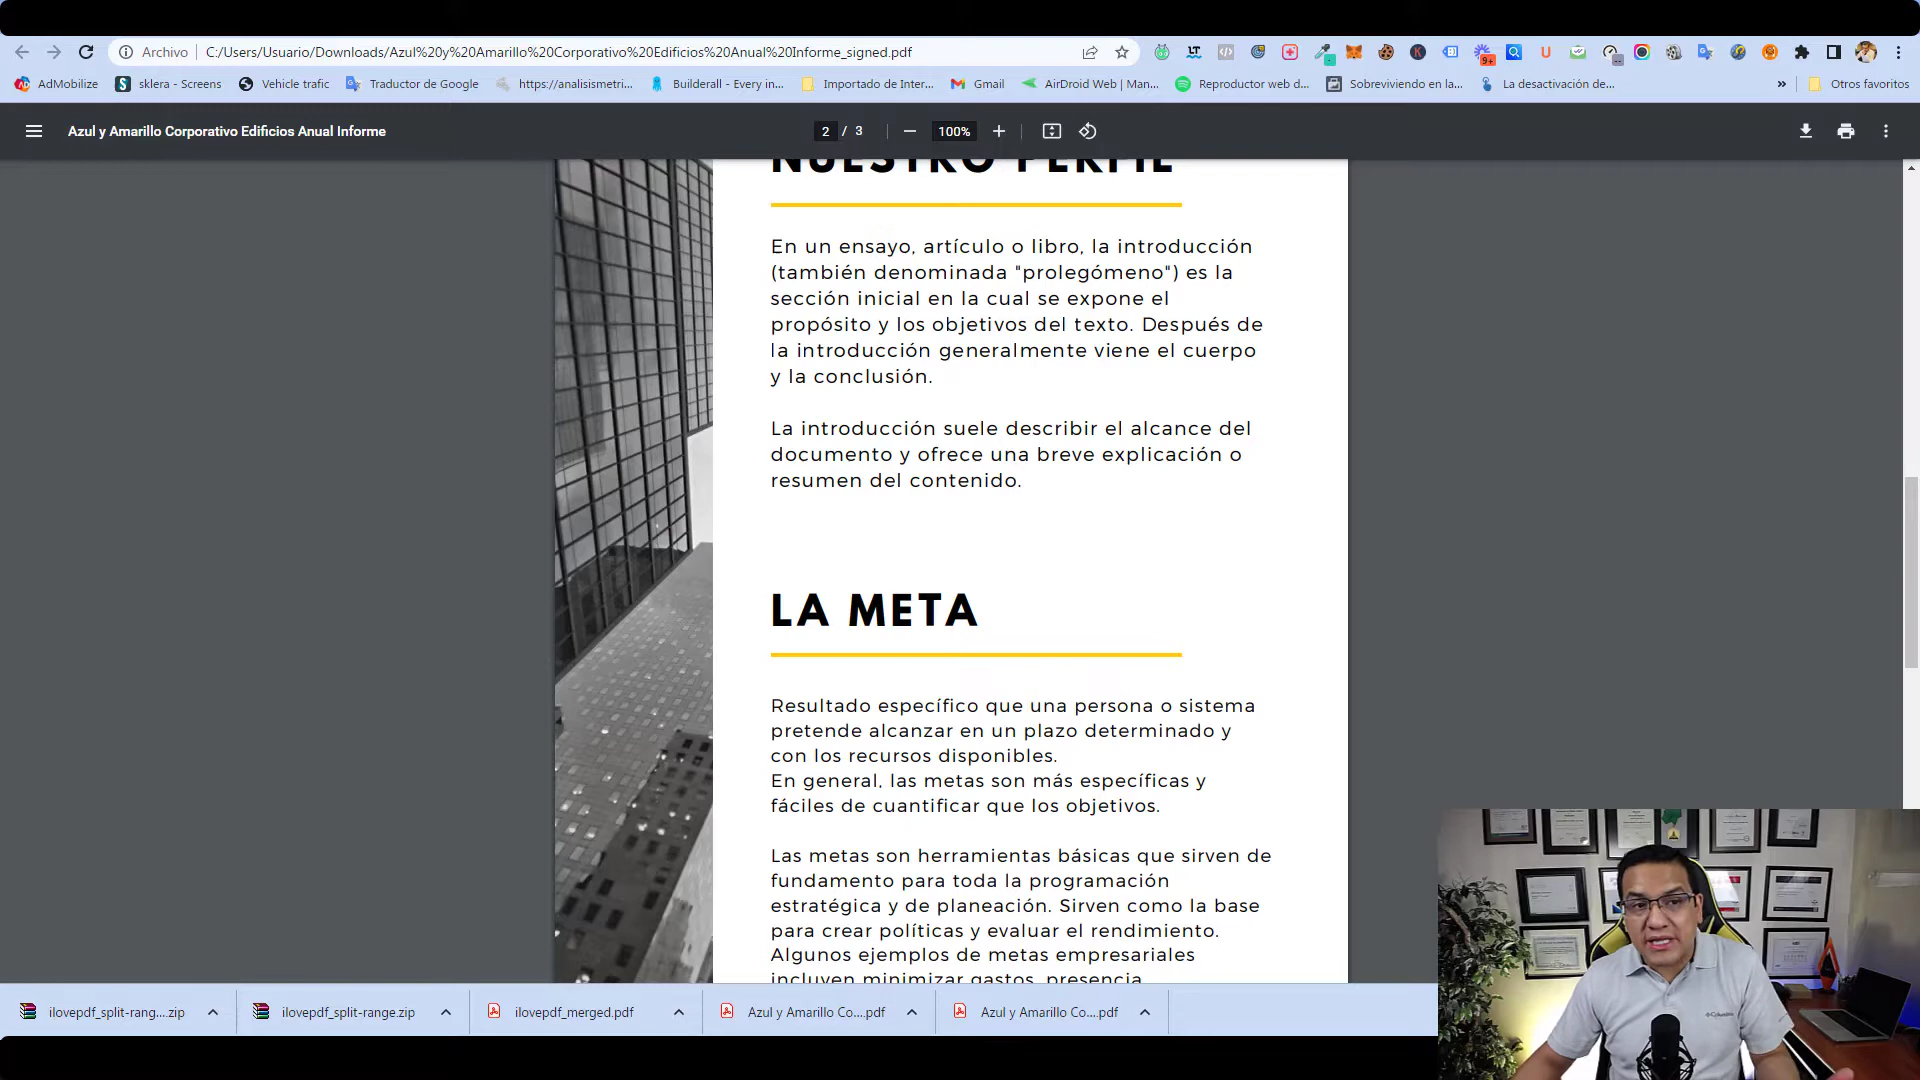 Archivo
C:/Users/Usuario/Downloads/Azul%20y%20Amarillo%20Corporativo%20Edificios%20Anual%20Informe_signed.pdf
9+
AdMobilize
sklera - Screens
Vehicle trafic
Traductor de Google
https://analisismetri...
Builderall - Every in...
Importado de Inter...
Gmail
AirDroid Web | Man...
Reproductor web d...
Sobreviviendo en la...
La desactivación de...
»
Otros favoritos
Azul y Amarillo Corporativo Edificios Anual Informe
2 / 3
100%
NUESTRO PERFIL
En un ensayo, artículo o libro, la introducción
(también denominada "prolegómeno") es la
sección inicial en la cual se expone el
propósito y los objetivos del texto. Después de
la introducción generalmente viene el cuerpo
y la conclusión.
La introducción suele describir el alcance del
documento y ofrece una breve explicación o
resumen del contenido.
LA META
Resultado específico que una persona o sistema
pretende alcanzar en un plazo determinado y
con los recursos disponibles.
En general, las metas son más específicas y
fáciles de cuantificar que los objetivos.
Las metas son herramientas básicas que sirven de
fundamento para toda la programación
estratégica y de planeación. Sirven como la base
para crear políticas y evaluar el rendimiento.
Algunos ejemplos de metas empresariales
incluyen minimizar gastos, presencia
ilovepdf_split-rang....zip
ilovepdf_split-range.zip
ilovepdf_merged.pdf
Azul y Amarillo Co....pdf
Azul y Amarillo Co....pdf
Columbia